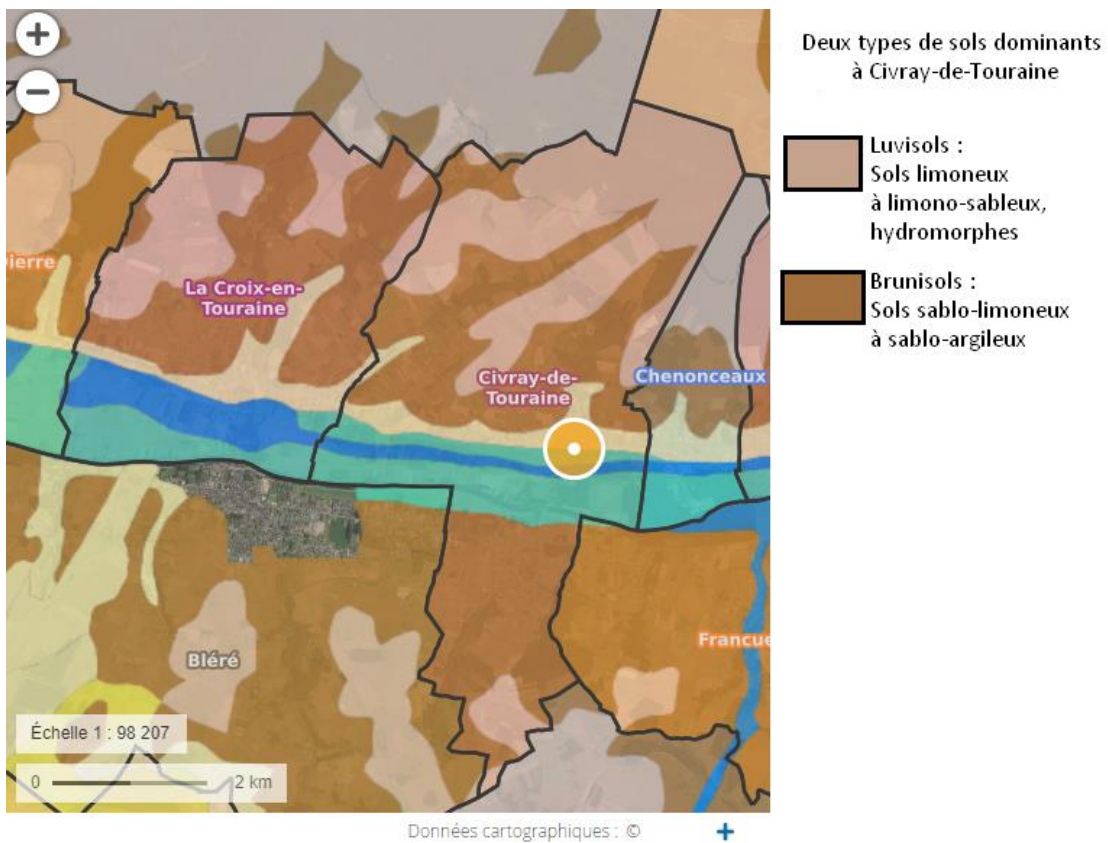 +
−
Dierre
La Croix-en-
Touraine
Civray-de-
Touraine
Chenonceaux
Bléré
Francue
Échelle 1 : 98 207
0 2 km
Données cartographiques : ©
+
Deux types de sols dominants
à Civray-de-Touraine
Luvisols :
Sols limoneux
à limono-sableux,
hydromorphes
Brunisols :
Sols sablo-limoneux
à sablo-argileux